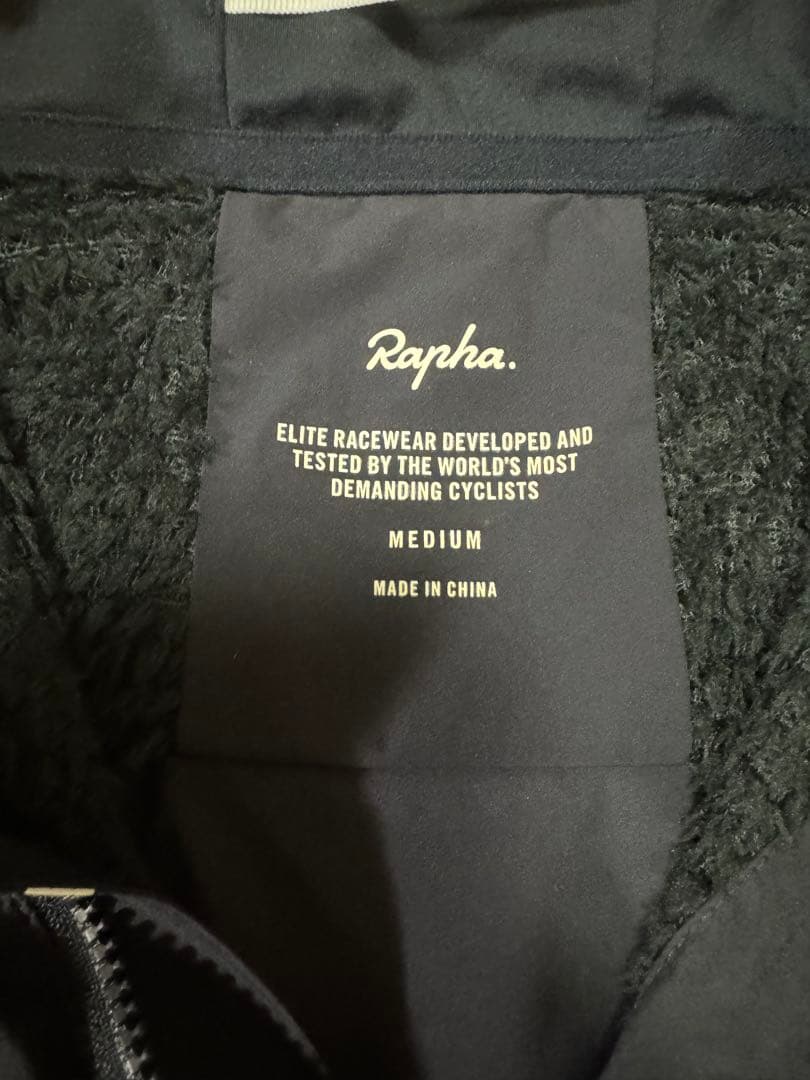 Rapha.
ELITE RACEWEAR DEVELOPED AND
TESTED BY THE WORLD'S MOST
DEMANDING CYCLISTS
MEDIUM
MADE IN CHINA